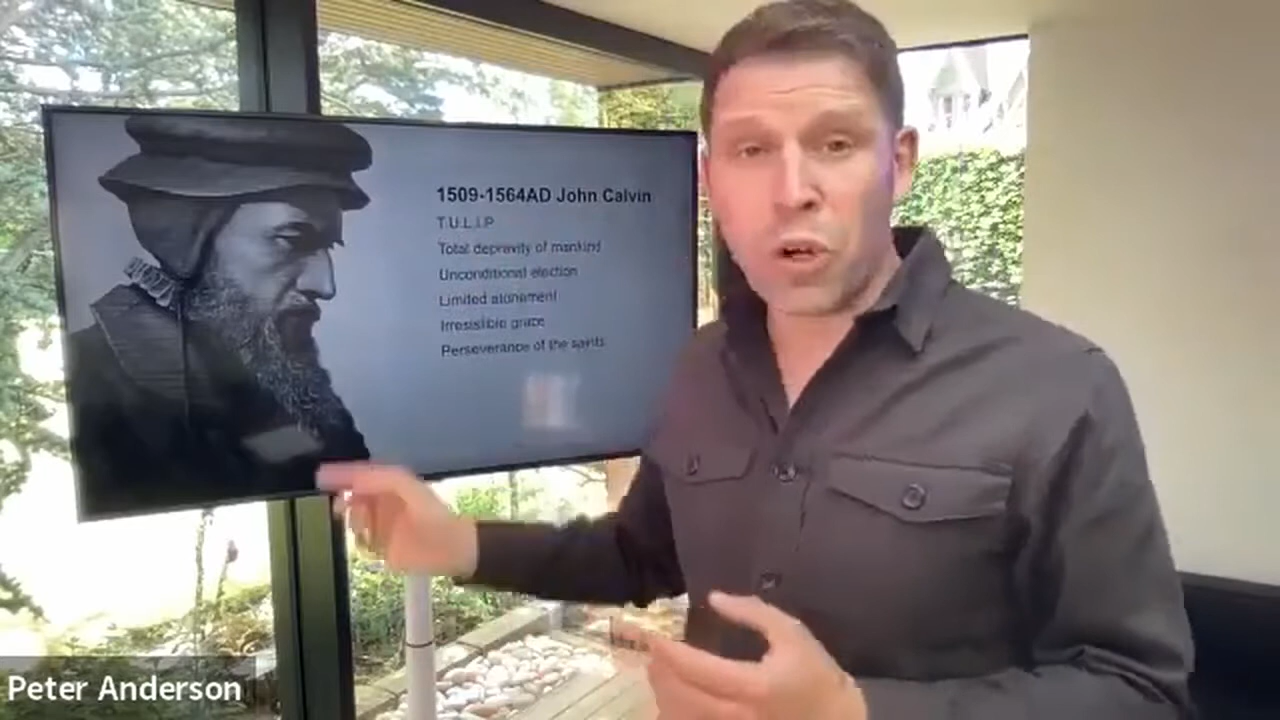 1509-1564AD John Calvin
T.U.L.I.P
Total depravity of mankind
Unconditional election
Limited atonement
Irresistible grace
Perseverance of the saints
Peter Anderson